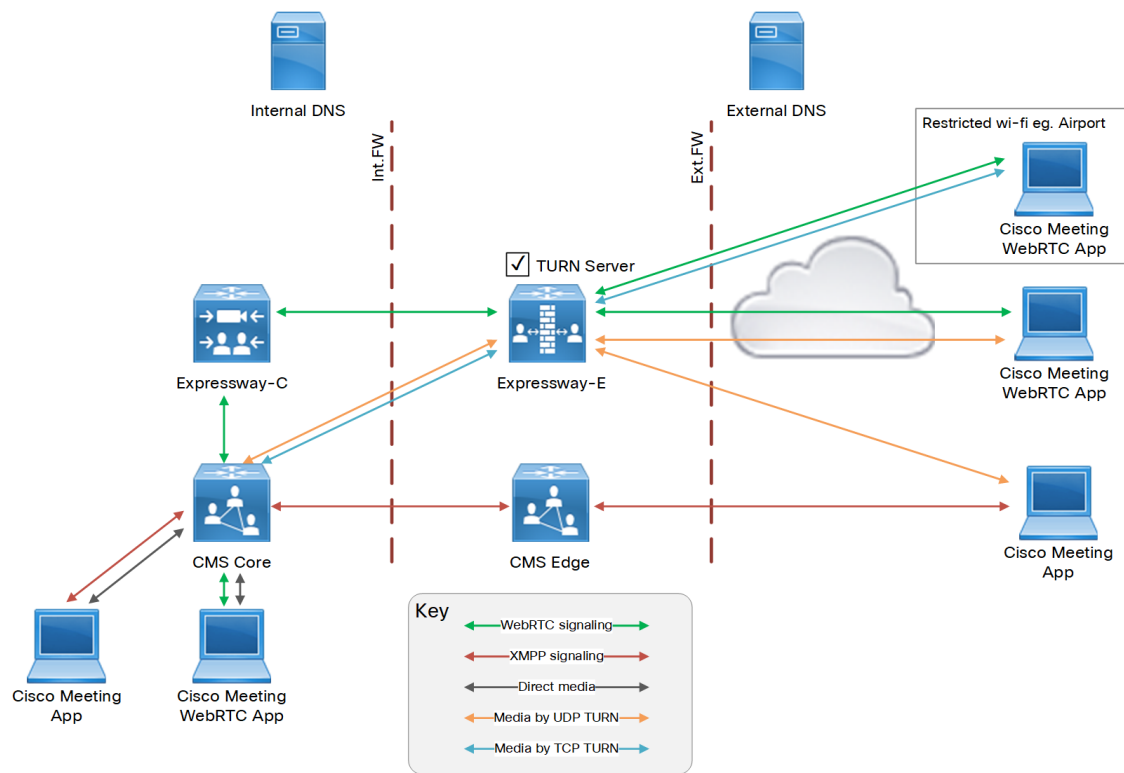 Internal DNS
External DNS
Int.FW
Ext.FW
Restricted wi-fi eg. Airport
Cisco Meeting
WebRTC App
TURN Server
Expressway-C
Expressway-E
Cisco Meeting
WebRTC App
CMS Core
CMS Edge
Cisco Meeting
App
Cisco Meeting
App
Cisco Meeting
WebRTC App
Key
WebRTC signaling
XMPP signaling
Direct media
Media by UDP TURN
Media by TCP TURN